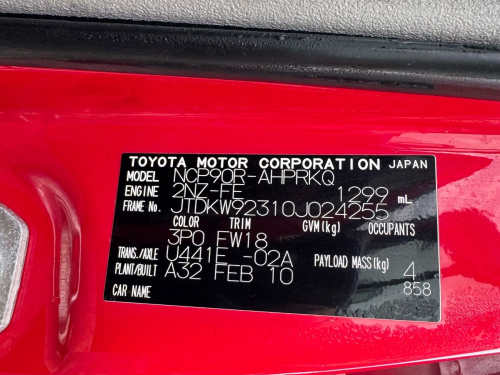 TOYOTA MOTOR CORPORATION JAPAN
MODEL NCP90R-AHPRKQ
ENGINE 2NZ-FE 1299 mL
FRAME No. JTDKW92310J024255
COLOR TRIM GVM(kg) OCCUPANTS
3P0 FW18
TRANS./AXLE U441E -02A PAYLOAD MASS(kg) 4
PLANT/BUILT A32 FEB 10 858
CAR NAME